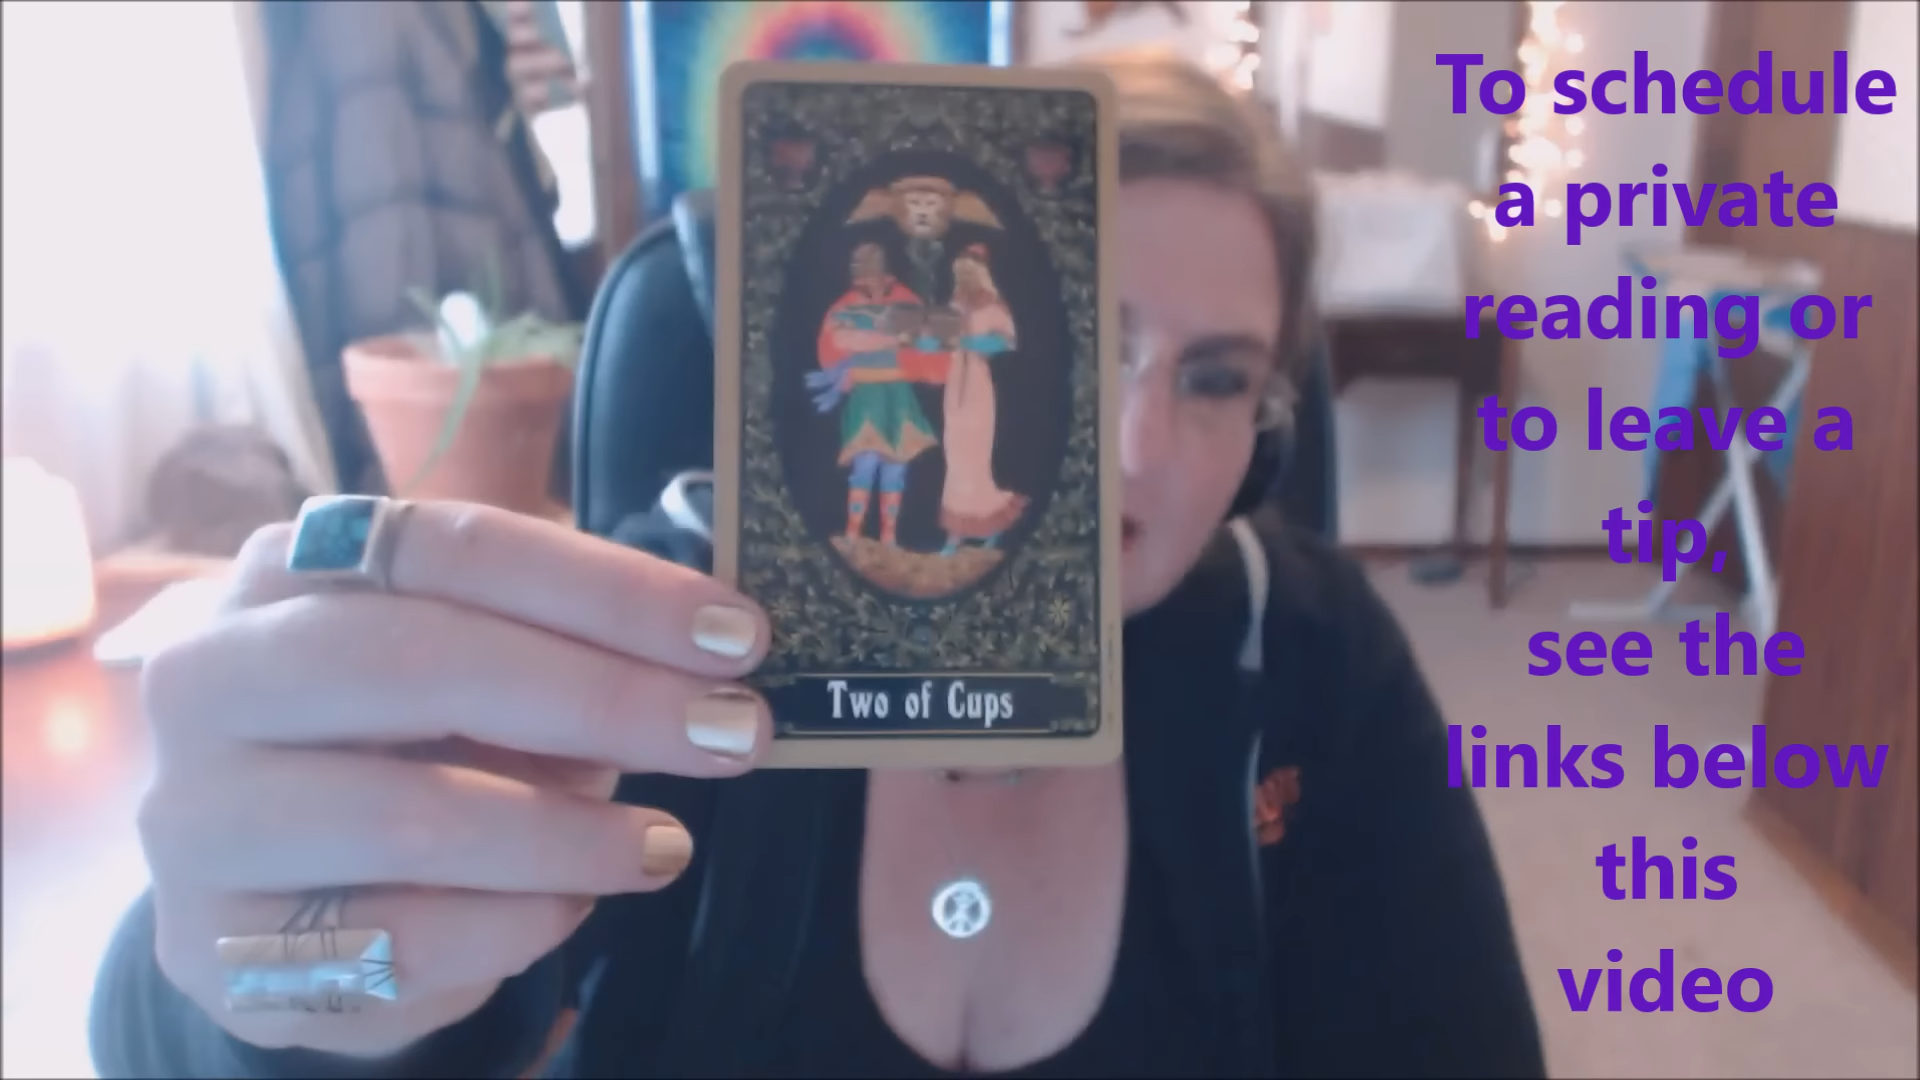 To schedule
a private
reading or
to leave a
tip,
see the
links below
this
video
Two of Cups